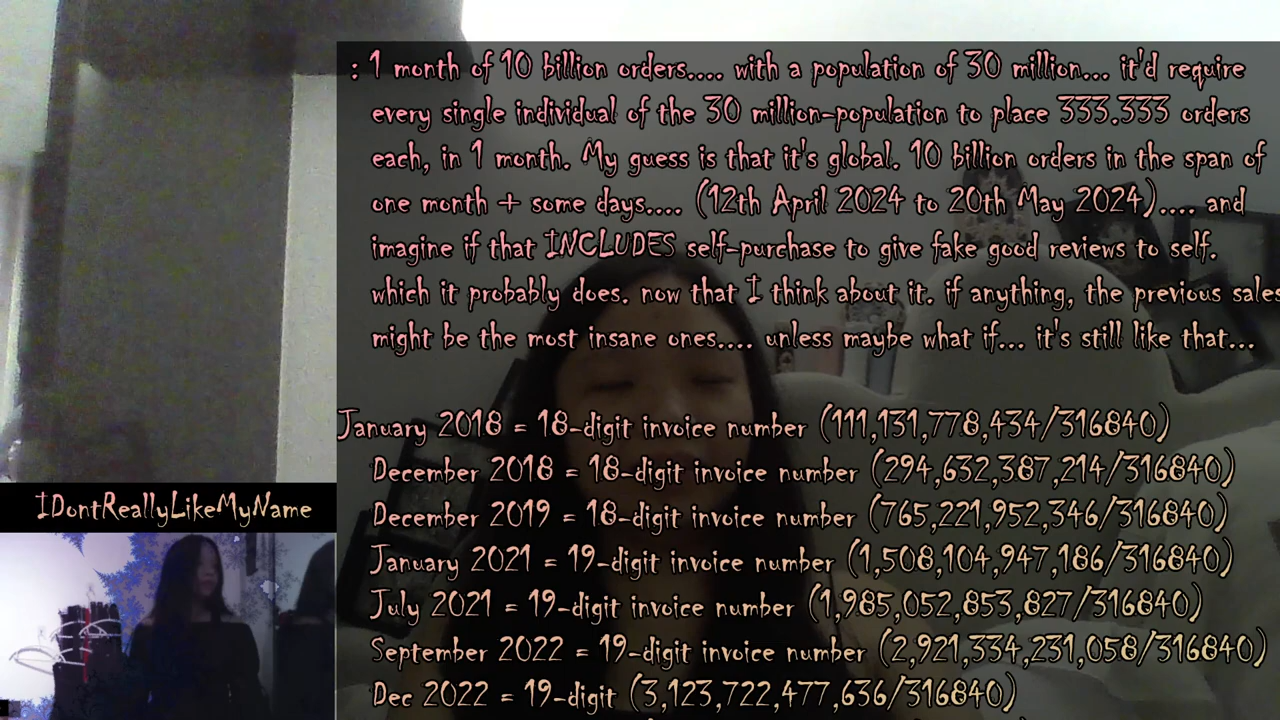 : 1 month of 10 billion orders.... with a population of 30 million... it'd require
every single individual of the 30 million-population to place 333.333 orders
each, in 1 month. My guess is that it's global. 10 billion orders in the span of
one month + some days.... (12th April 2024 to 20th May 2024).... and
imagine if that INCLUDES self-purchase to give fake good reviews to self.
which it probably does. now that I think about it. if anything, the previous sales
might be the most insane ones.... unless maybe what if... it's still like that...
January 2018 = 18-digit invoice number (111,131,778,434/316840)
December 2018 = 18-digit invoice number (294,632,387,214/316840)
December 2019 = 18-digit invoice number (765,221,952,346/316840)
January 2021 = 19-digit invoice number (1,508,104,947,186/316840)
July 2021 = 19-digit invoice number (1,985,052,853,827/316840)
September 2022 = 19-digit invoice number (2,921,334,231,058/316840)
Dec 2022 = 19-digit (3,123,722,477,636/316840)
IDontReallyLikeMyName